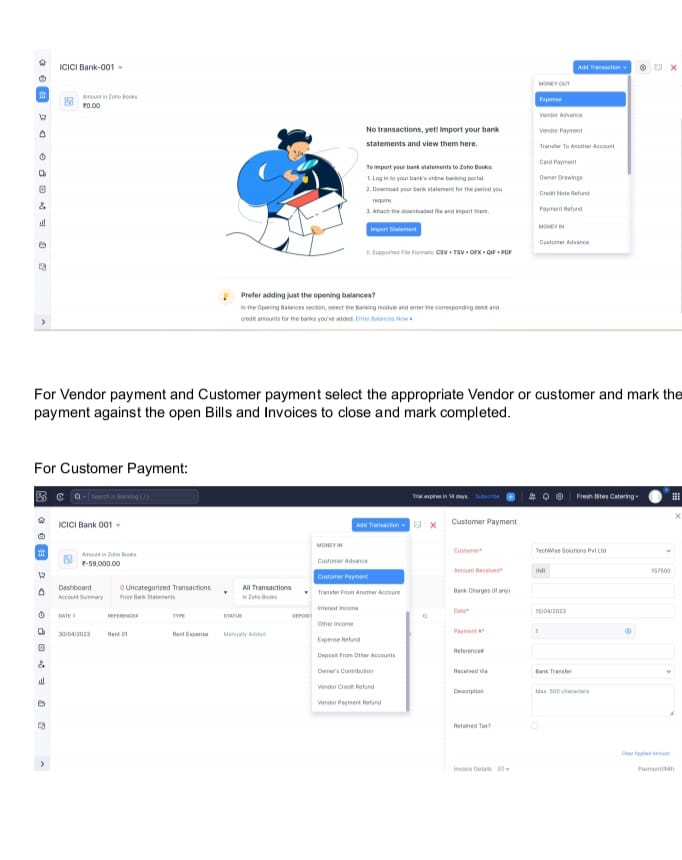 ICICI Bank-001
Add Transaction
Amount in Zoho Books
₹0.00
MONEY OUT
Expense
Vendor Advance
Vendor Payment
Transfer To Another Account
Card Payment
Owner Drawings
Credit Note Refund
Payment Refund
MONEY IN
Customer Advance
No transactions, yet! Import your bank
statements and view them here.
To import your bank statements to Zoho Books:
1. Log in to your bank's online banking portal.
2. Download your bank statement for the period you
require.
3. Attach the downloaded file and import them.
Import Statement
Supported File Formats: CSV • TSV • OFX • QIF • PDF
Prefer adding just the opening balances?
In the Opening Balances section, select the Banking module and enter the corresponding debit and
credit amounts for the banks you've added. Enter Balances Now
For Vendor payment and Customer payment select the appropriate Vendor or customer and mark the
payment against the open Bills and Invoices to close and mark completed.
For Customer Payment:
Search in Banking ( / )
Trial expires in 14 days. Subscribe
Fresh Bites Catering
ICICI Bank 001
Add Transaction
Amount in Zoho Books
₹-59,000.00
Dashboard
Account Summary
0 Uncategorized Transactions
From Bank Statements
All Transactions
In Zoho Books
DATE REFERENCE# TYPE STATUS DEPOSI
30/04/2023 Rent 01 Rent Expense Manually Added
MONEY IN
Customer Advance
Customer Payment
Transfer From Another Account
Interest Income
Other Income
Expense Refund
Deposit From Other Accounts
Owner's Contribution
Vendor Credit Refund
Vendor Payment Refund
Customer Payment
Customer* TechWise Solutions Pvt Ltd
Amount Received* INR 157500
Bank Charges (if any)
Date* 15/04/2023
Payment #* 1
Reference#
Received Via Bank Transfer
Description Max. 500 characters
Retained Tax?
Clear Applied Amount
Invoice Details Payment(INR)